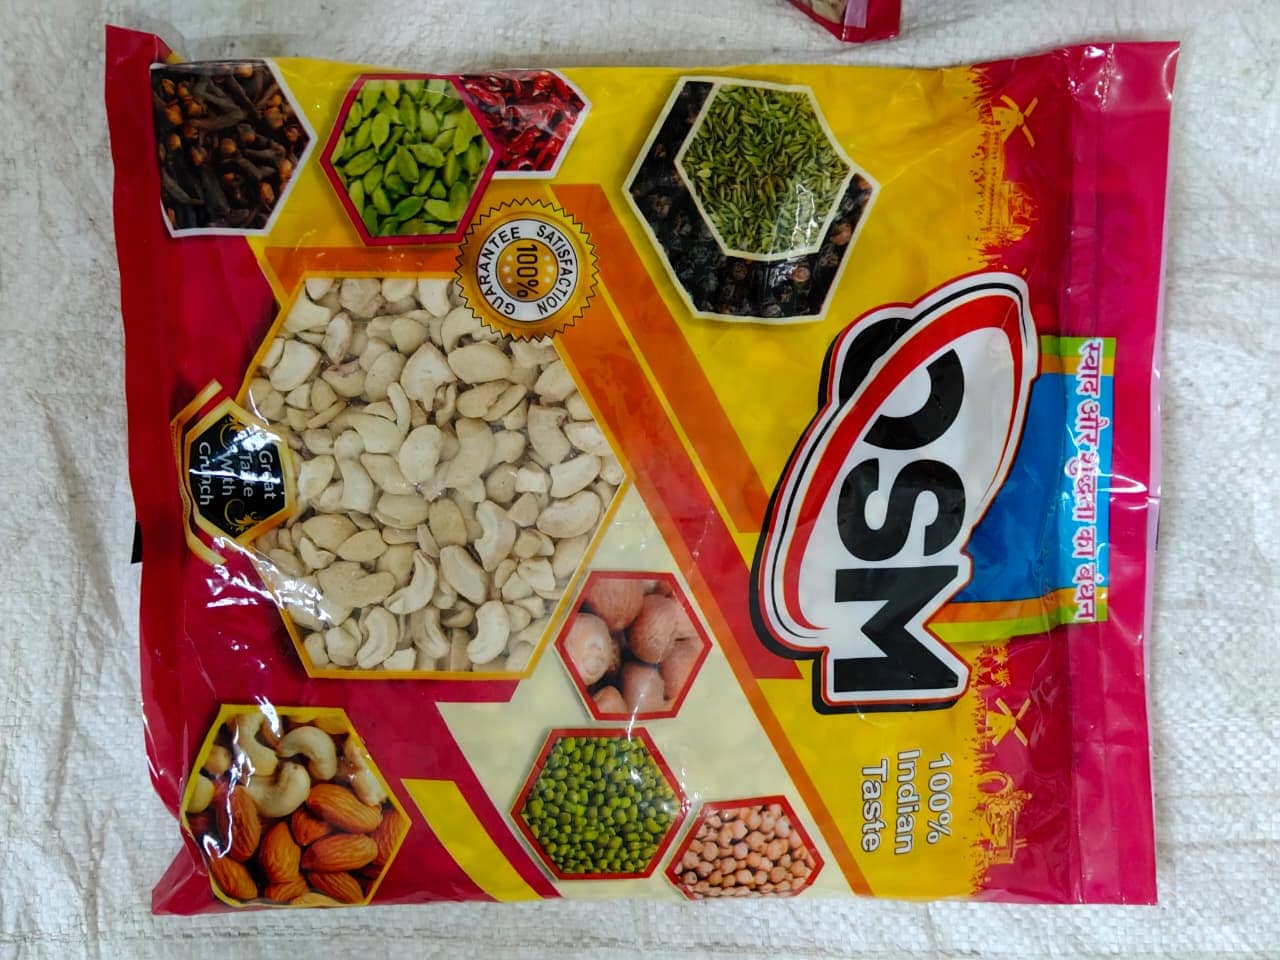 स्वाद और शुद्धता का बंधन
OSM
100%
Indian
Taste
SATISFACTION
100%
GUARANTEE
Great
Taste
With
Crunch